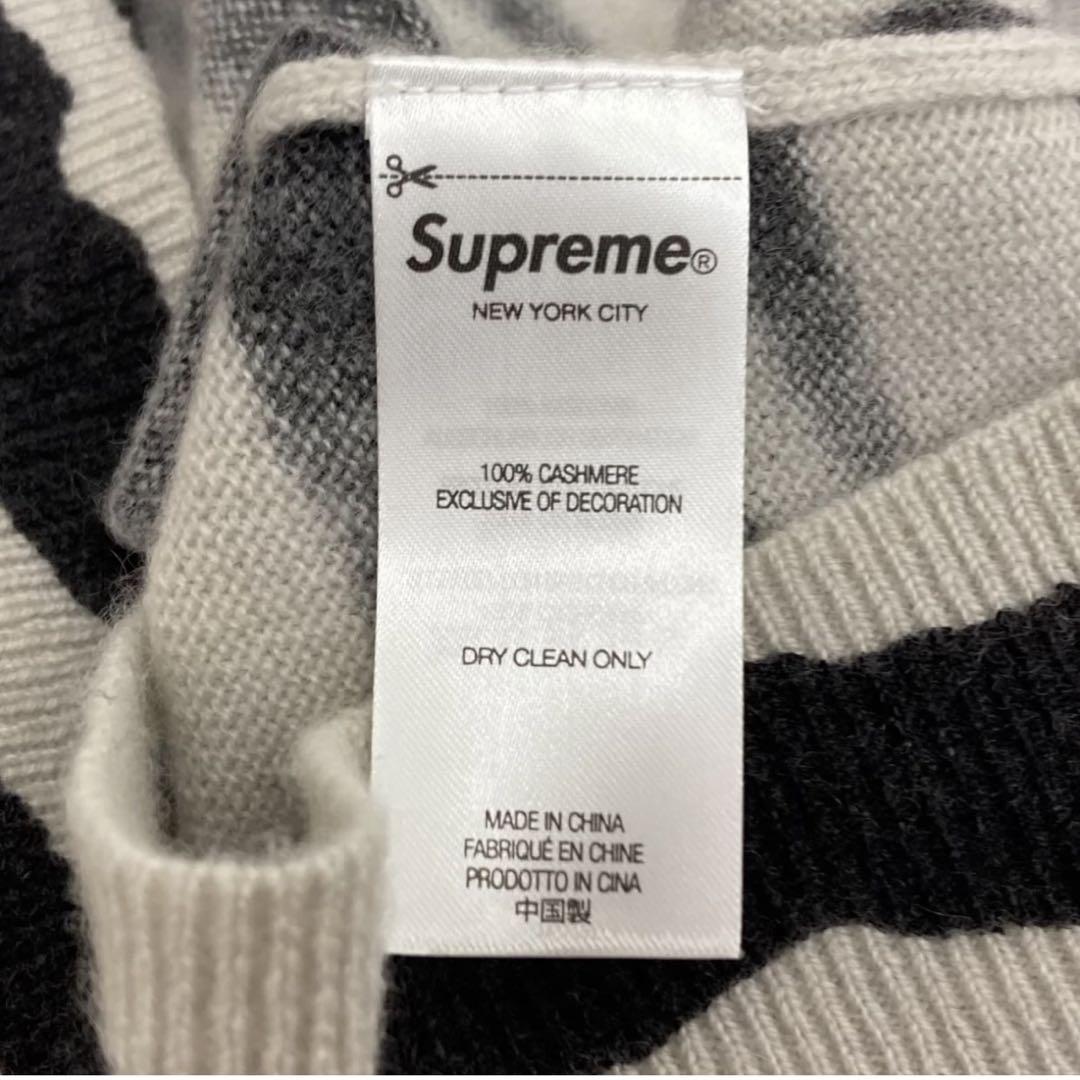 Supreme®
NEW YORK CITY
100% CASHMERE
EXCLUSIVE OF DECORATION
DRY CLEAN ONLY
MADE IN CHINA
FABRIQUÉ EN CHINE
PRODOTTO IN CINA
中国製